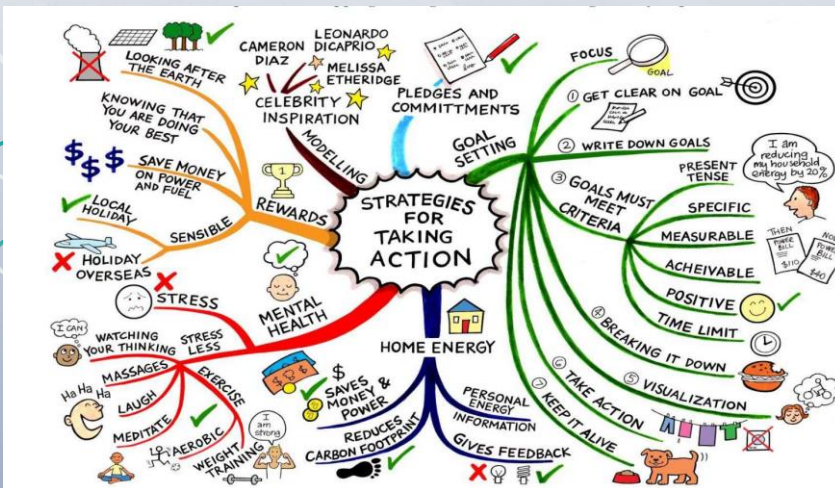 STRATEGIES
FOR
TAKING
ACTION
GOAL
SETTING
FOCUS
GOAL
① GET CLEAR ON GOAL
② WRITE DOWN GOALS
③ GOALS MUST
MEET
CRITERIA
PRESENT
TENSE
I am
reducing
my household
energy by 20%
SPECIFIC
MEASURABLE
THEN
POWER
BILL
$110
NOW
POWER
BILL
$40
ACHEIVABLE
POSITIVE
TIME LIMIT
④ BREAKING IT DOWN
⑤ VISUALIZATION
⑥ TAKE ACTION
⑦ KEEP IT ALIVE
HOME ENERGY
PERSONAL
ENERGY
INFORMATION
GIVES FEEDBACK
$
SAVES
MONEY &
POWER
REDUCES
CARBON FOOTPRINT
MENTAL
HEALTH
STRESS
STRESS
LESS
I CAN
WATCHING
YOUR THINKING
MASSAGES
Ha Ha Ha
LAUGH
MEDITATE
EXERCISE
AEROBIC
WEIGHT
TRAINING
I
am
strong
REWARDS
1
SENSIBLE
LOOKING AFTER
THE EARTH
KNOWING THAT
YOU ARE DOING
YOUR BEST
$$$
SAVE MONEY
ON POWER
AND FUEL
LOCAL
HOLIDAY
HOLIDAY
OVERSEAS
MODELLING
CELEBRITY
INSPIRATION
CAMERON
DIAZ
LEONARDO
DICAPRIO
MELISSA
ETHERIDGE
PLEDGES AND
COMMITTMENTS